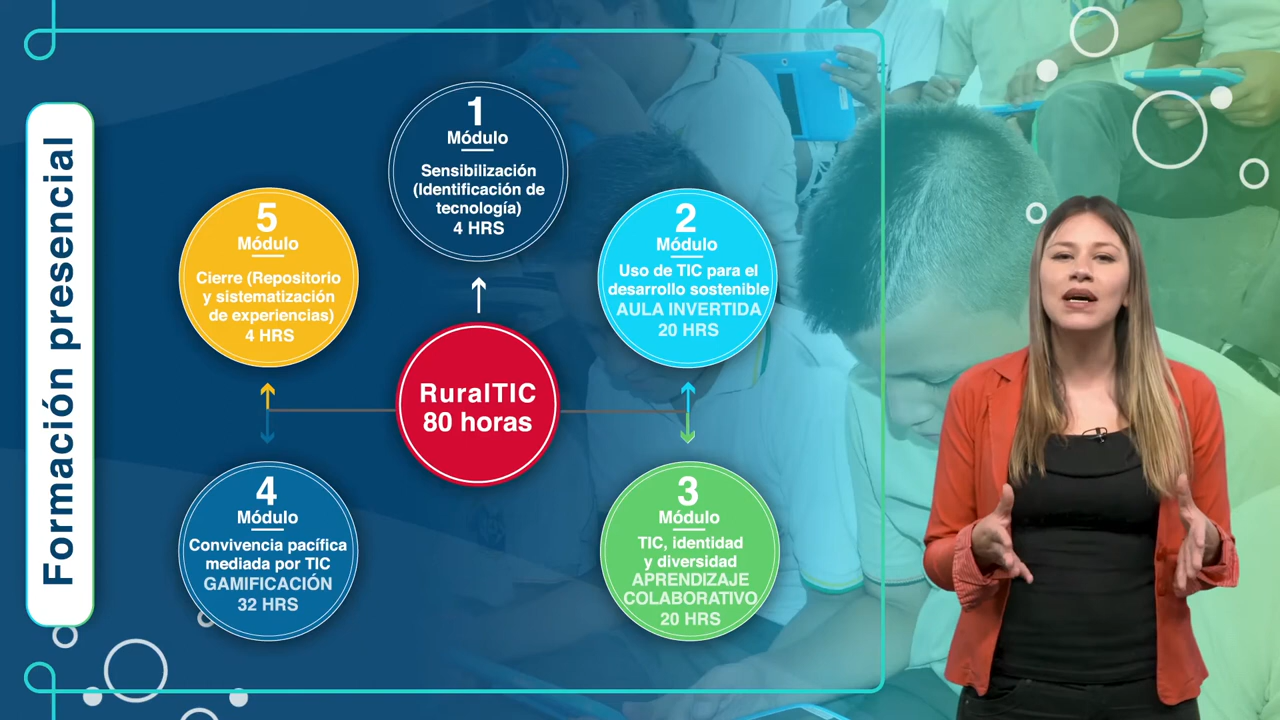 Formación presencial
1
Módulo
Sensibilización
(Identificación de
tecnología)
4 HRS
2
Módulo
Uso de TIC para el
desarrollo sostenible
AULA INVERTIDA
20 HRS
3
Módulo
TIC, identidad
y diversidad
APRENDIZAJE
COLABORATIVO
20 HRS
4
Módulo
Convivencia pacífica
mediada por TIC
GAMIFICACIÓN
32 HRS
5
Módulo
Cierre (Repositorio
y sistematización
de experiencias)
4 HRS
RuralTIC
80 horas